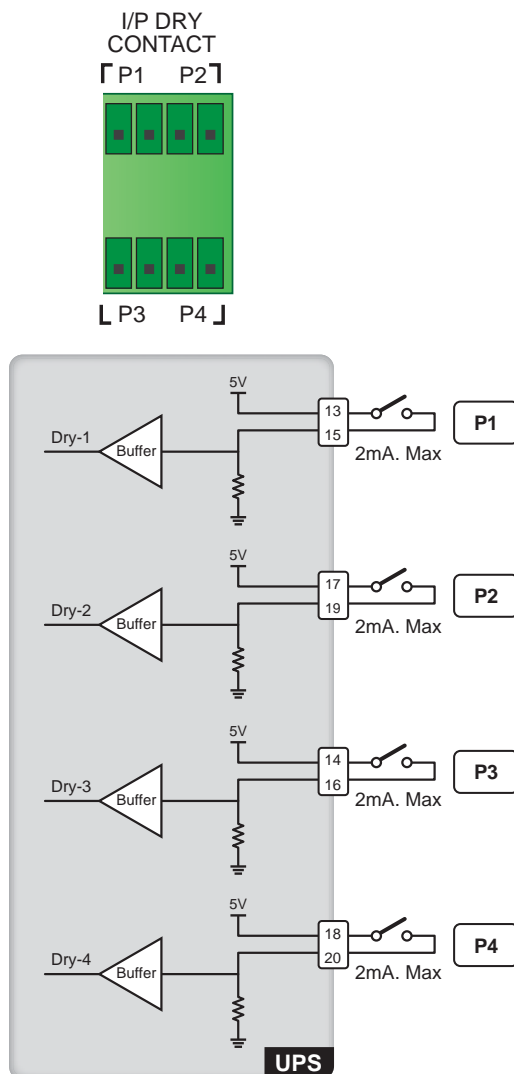 I/P DRY
CONTACT
P1 P2
P3 P4
5V
13
Dry-1
Buffer
15
2mA. Max
P1
5V
17
Dry-2
Buffer
19
2mA. Max
P2
5V
14
Dry-3
Buffer
16
2mA. Max
P3
5V
18
Dry-4
Buffer
20
2mA. Max
P4
UPS